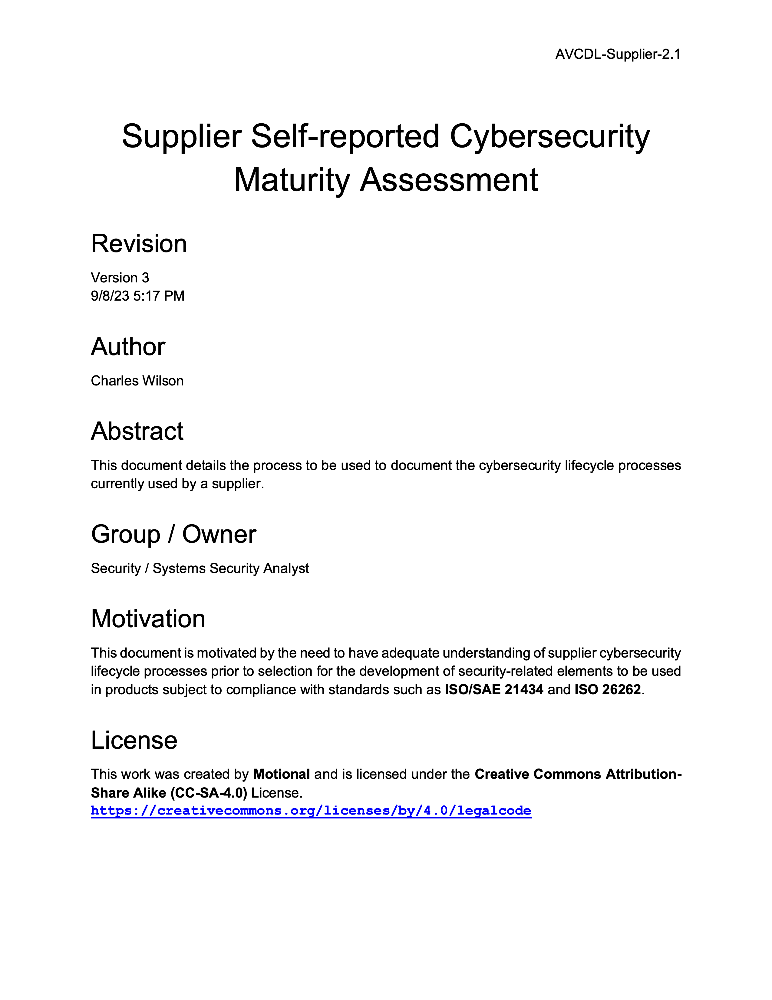 AVCDL-Supplier-2.1
Supplier Self-reported Cybersecurity
Maturity Assessment
Revision
Version 3
9/8/23 5:17 PM
Author
Charles Wilson
Abstract
This document details the process to be used to document the cybersecurity lifecycle processes
currently used by a supplier.
Group / Owner
Security / Systems Security Analyst
Motivation
This document is motivated by the need to have adequate understanding of supplier cybersecurity
lifecycle processes prior to selection for the development of security-related elements to be used
in products subject to compliance with standards such as ISO/SAE 21434 and ISO 26262.
License
This work was created by Motional and is licensed under the Creative Commons Attribution-
Share Alike (CC-SA-4.0) License.
https://creativecommons.org/licenses/by/4.0/legalcode